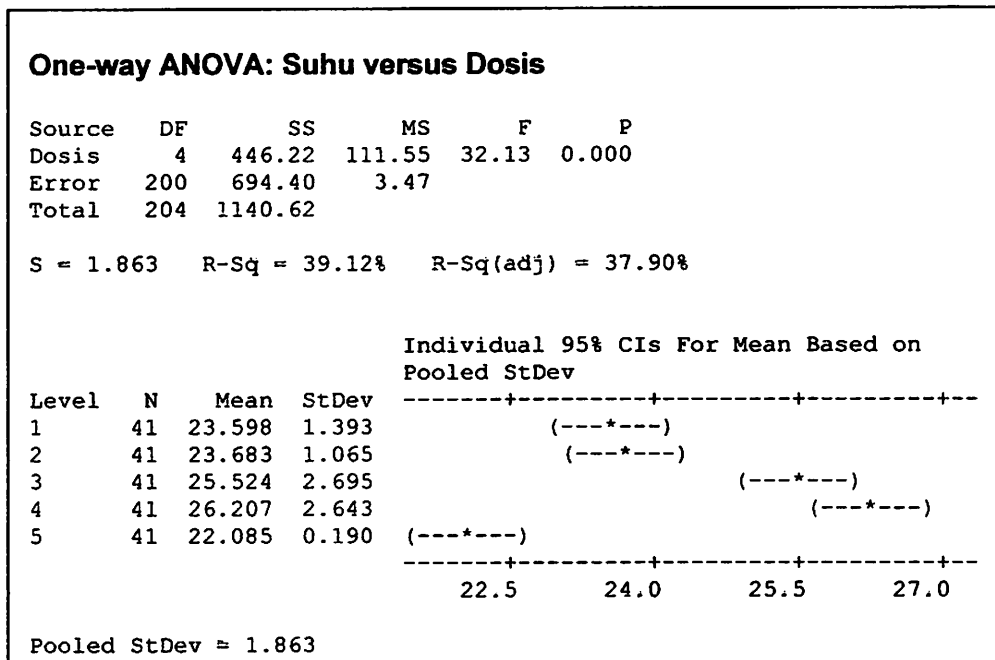 One-way ANOVA: Suhu versus Dosis
Source DF SS MS F P
Dosis 4 446.22 111.55 32.13 0.000
Error 200 694.40 3.47
Total 204 1140.62
S = 1.863 R-Sq = 39.12% R-Sq(adj) = 37.90%
Individual 95% CIs For Mean Based on
Pooled StDev
Level N Mean StDev -------+---------+---------+---------+--
1 41 23.598 1.393 (---*---)
2 41 23.683 1.065 (---*---)
3 41 25.524 2.695 (---*---)
4 41 26.207 2.643 (---*---)
5 41 22.085 0.190 (---*---)
-------+---------+---------+---------+--
22.5 24.0 25.5 27.0
Pooled StDev = 1.863